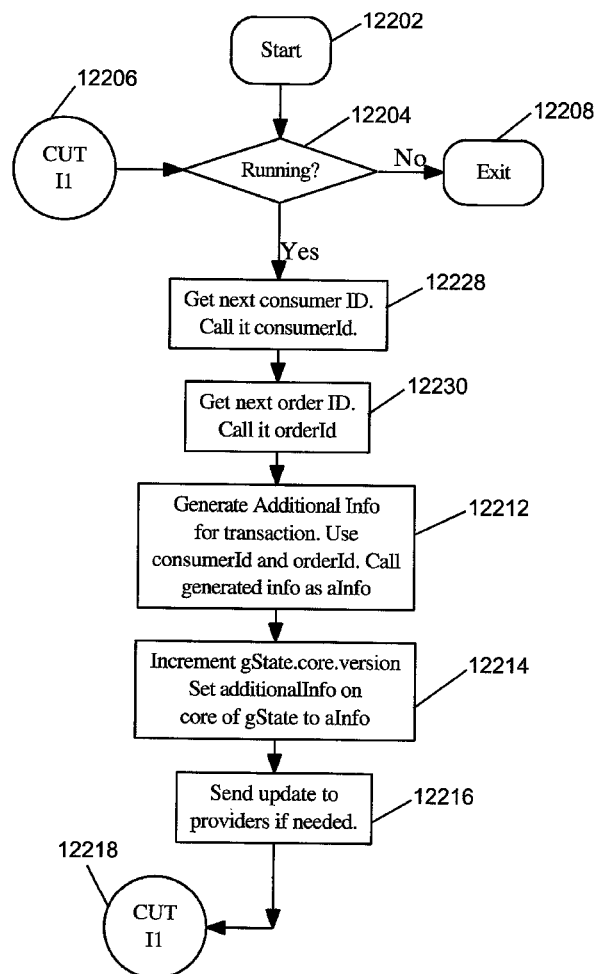 12202
Start
12206
12204
12208
CUT
I1
Running?
No
Exit
Yes
12228
Get next consumer ID.
Call it consumerId.
12230
Get next order ID.
Call it orderId
12212
Generate Additional Info
for transaction. Use
consumerId and orderId. Call
generated info as aInfo
12214
Increment gState.core.version
Set additionalInfo on
core of gState to aInfo
12216
Send update to
providers if needed.
12218
CUT
I1